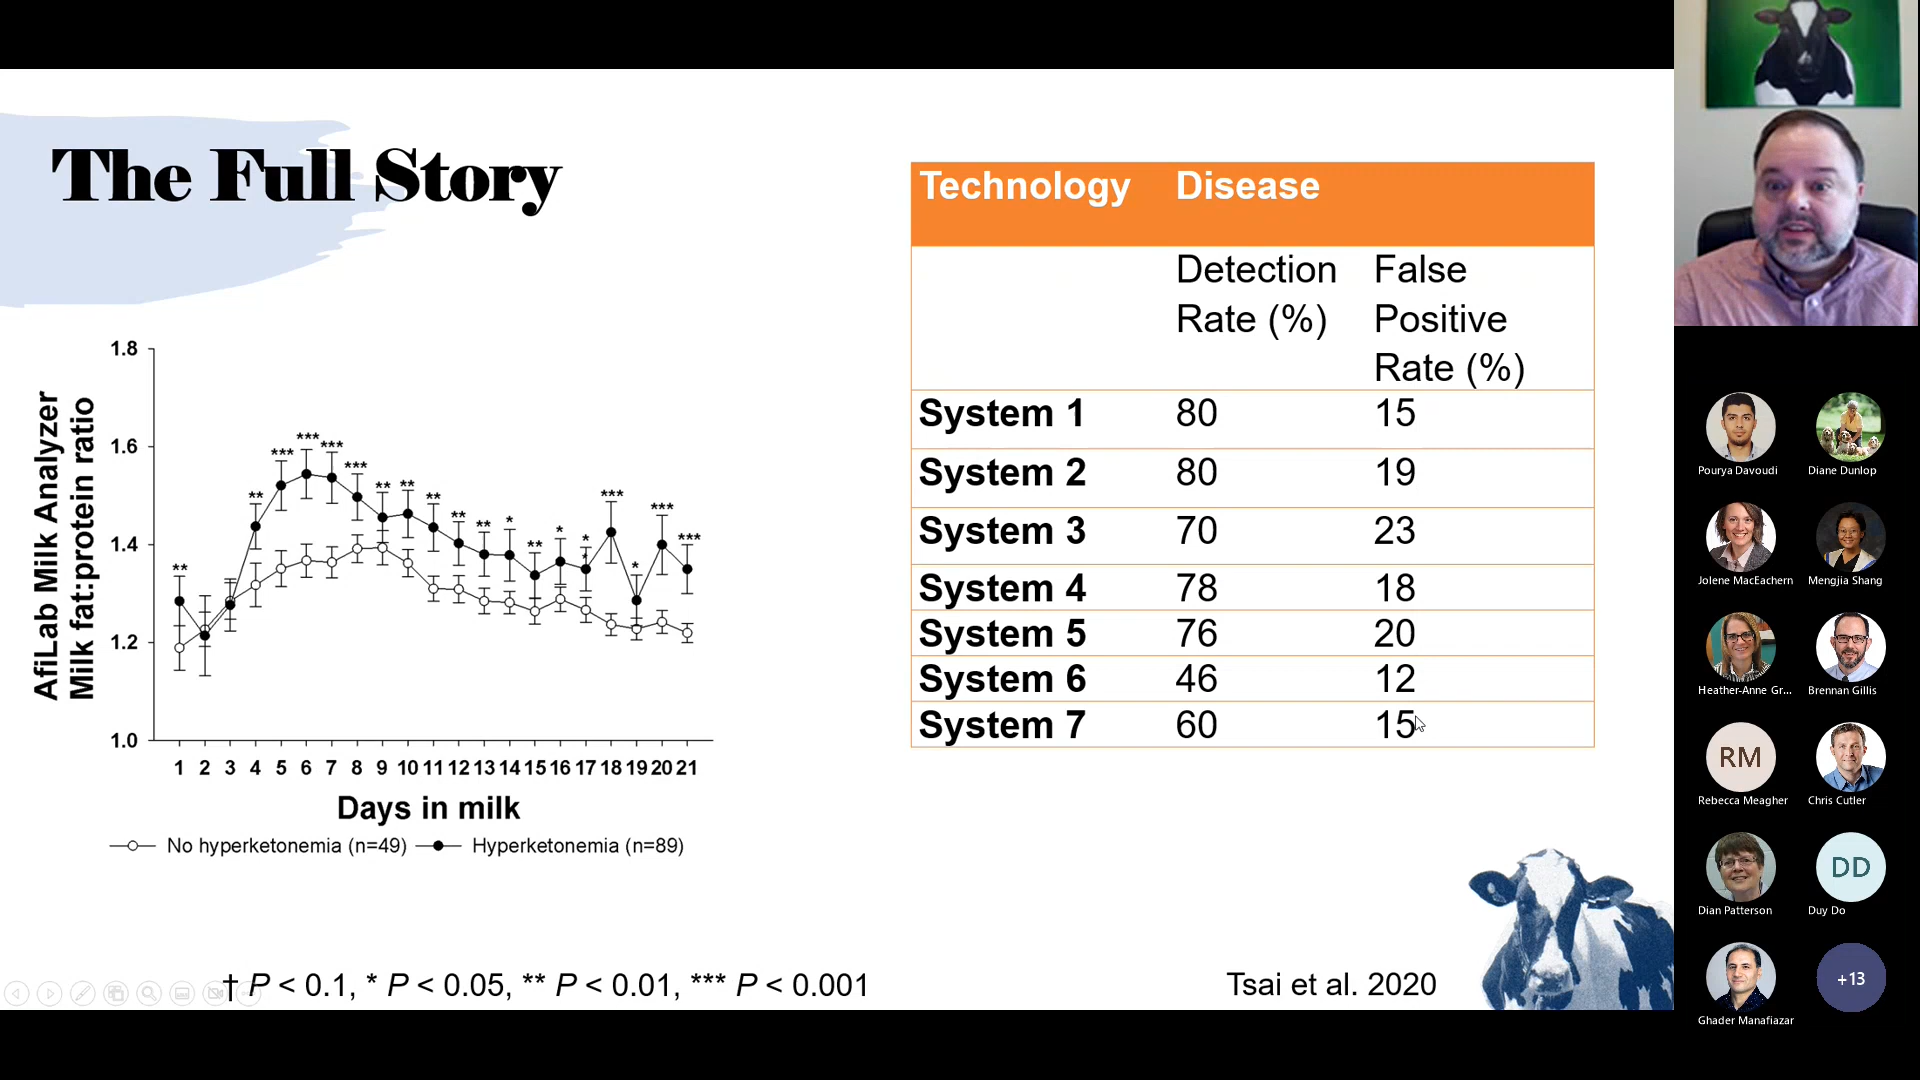 The Full Story
AfiLab Milk Analyzer
Milk fat:protein ratio
1.8
1.6
1.4
1.2
1.0
** ** *** *** *** *** ** ** ** ** ** * ** * * *** * *** ***
1 2 3 4 5 6 7 8 9 10 11 12 13 14 15 16 17 18 19 20 21
Days in milk
No hyperketonemia (n=49) Hyperketonemia (n=89)
Technology Disease
Detection Rate (%) False Positive Rate (%)
System 1 80 15
System 2 80 19
System 3 70 23
System 4 78 18
System 5 76 20
System 6 46 12
System 7 60 15
† P < 0.1, * P < 0.05, ** P < 0.01, *** P < 0.001
Tsai et al. 2020
Pourya Davoudi
Diane Dunlop
Jolene MacEachern
Mengjia Shang
Heather-Anne Gr...
Brennan Gillis
RM
Rebecca Meagher
Chris Cutler
Dian Patterson
DD
Duy Do
Ghader Manafiazar
+13